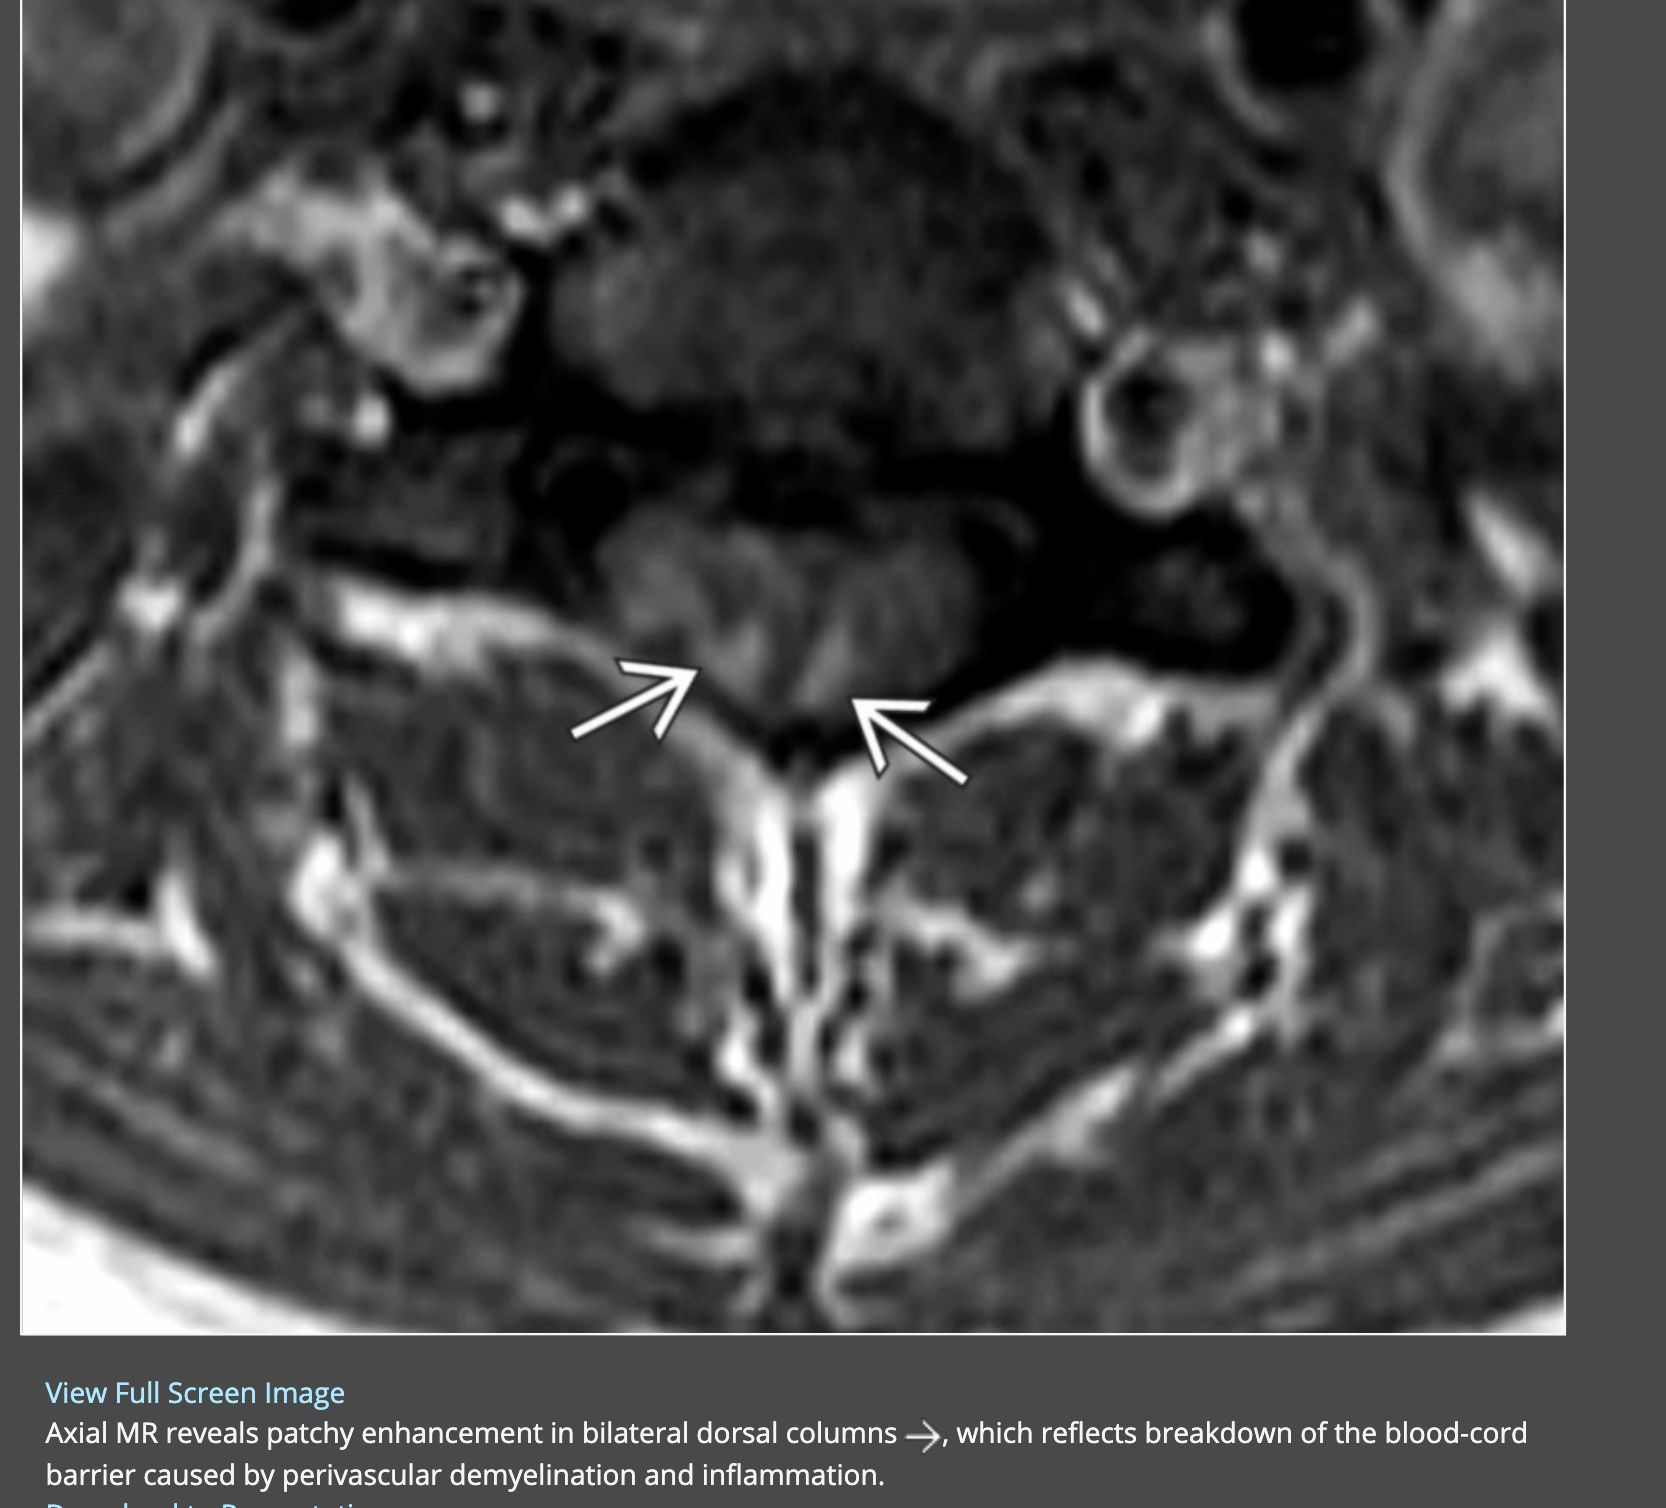 View Full Screen Image
Axial MR reveals patchy enhancement in bilateral dorsal columns →, which reflects breakdown of the blood-cord
barrier caused by perivascular demyelination and inflammation.